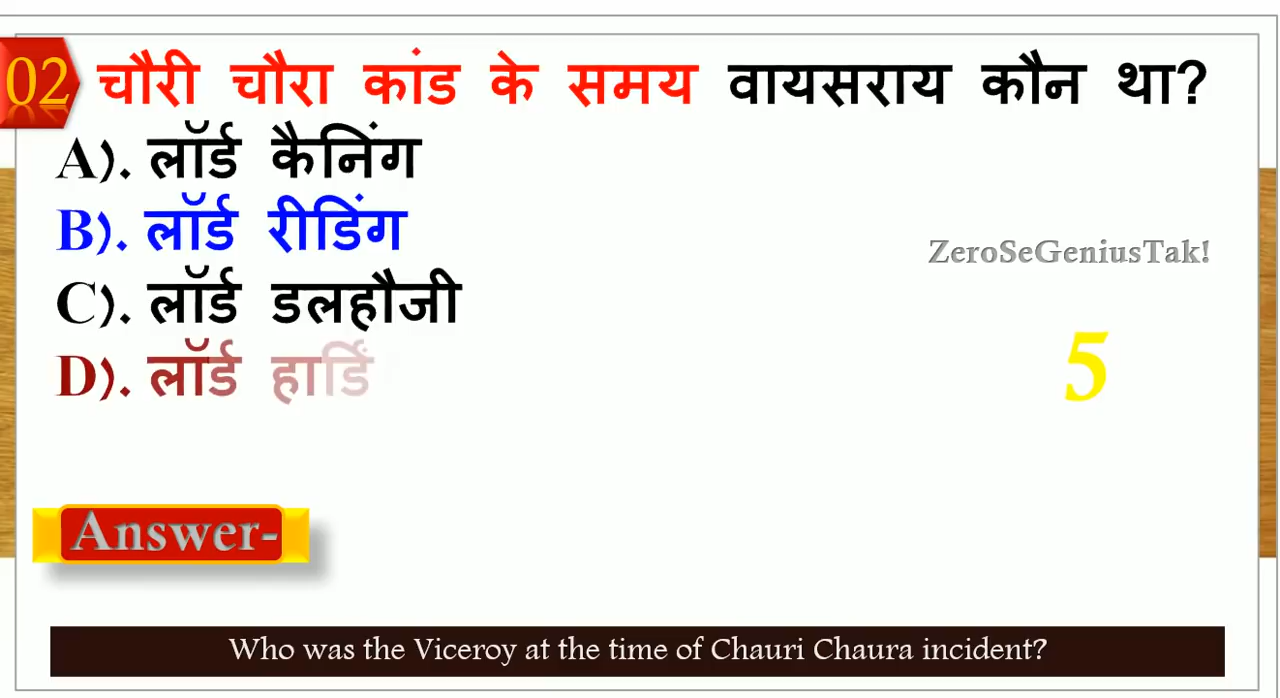 02 चौरी चौरा कांड के समय वायसराय कौन था?
A). लॉर्ड कैनिंग
B). लॉर्ड रीडिंग
ZeroSeGeniusTak!
C). लॉर्ड डलहौजी
D). लॉर्ड
5
Answer-
Who was the Viceroy at the time of Chauri Chaura incident?